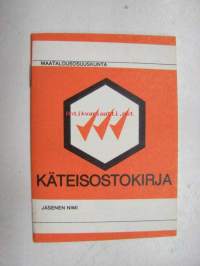 MAATALOUSOSUUSKUNTA
KÄTEISOSTOKIRJA
JÄSENEN NIMI